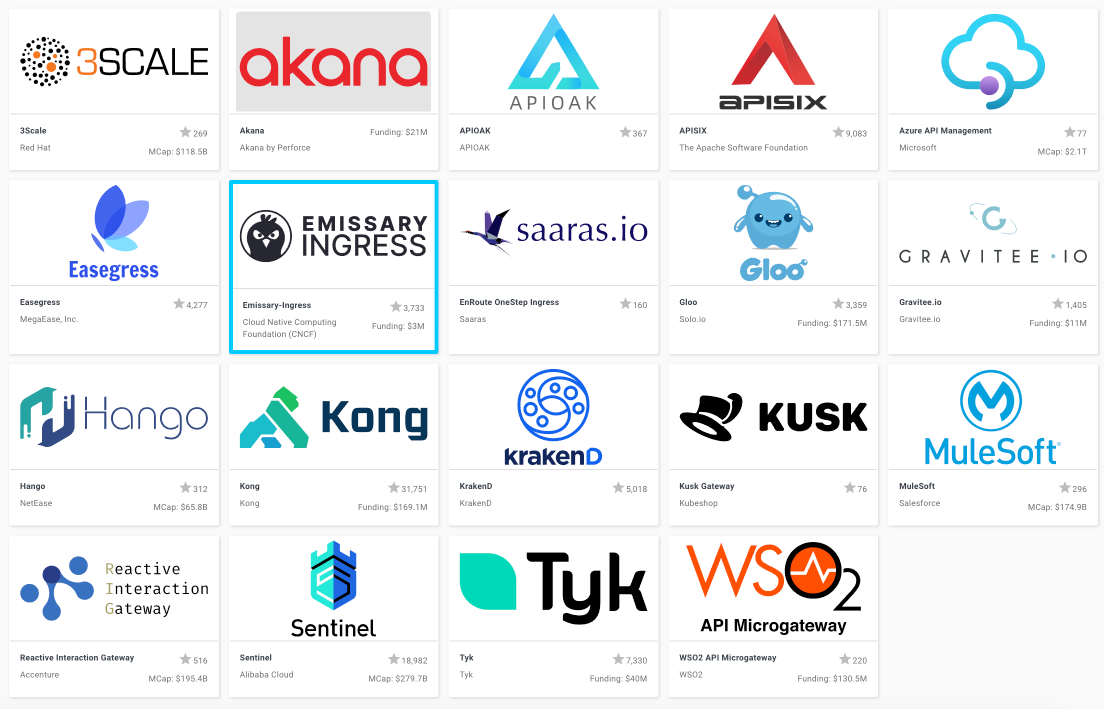 3SCALE
3Scale
269
Red Hat
MCap: $118.5B
akana
Akana
Funding: $21M
Akana by Perforce
APIOAK
APIOAK
367
APIOAK
APISIX
APISIX
9,083
The Apache Software Foundation
Azure API Management
77
Microsoft
MCap: $2.1T
Easegress
Easegress
4,277
MegaEase, Inc.
EMISSARY
INGRESS
Emissary-Ingress
3,733
Cloud Native Computing
Foundation (CNCF)
Funding: $3M
saaras.io
EnRoute OneStep Ingress
160
Saaras
Gloo
Gloo
3,359
Solo.io
Funding: $171.5M
GRAVITEE.IO
Gravitee.io
1,405
Gravitee.io
Funding: $11M
Hango
Hango
312
NetEase
MCap: $65.8B
Kong
Kong
31,751
Kong
Funding: $169.1M
KrakenD
KrakenD
5,018
KrakenD
KUSK
Kusk Gateway
76
Kubeshop
MuleSoft
MuleSoft
296
Salesforce
MCap: $174.9B
Reactive
Interaction
Gateway
Reactive Interaction Gateway
516
Accenture
MCap: $195.4B
Sentinel
Sentinel
18,982
Alibaba Cloud
MCap: $279.7B
Tyk
Tyk
7,330
Tyk
Funding: $40M
WSO2
API Microgateway
WSO2 API Microgateway
220
WSO2
Funding: $130.5M